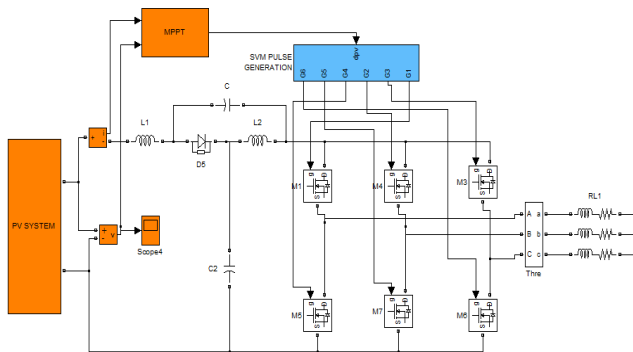 MPPT
dpv
SVM PULSE
GENERATION
G6
G5
G4
G2
G3
G1
C
L1
L2
D5
+
-
i
PV SYSTEM
+
-
v
Scope4
C2
M1
g
D
S
M4
g
D
S
M3
g
D
S
A a
B b
C c
Thre
RL1
M5
g
D
S
M7
g
D
S
M6
g
D
S